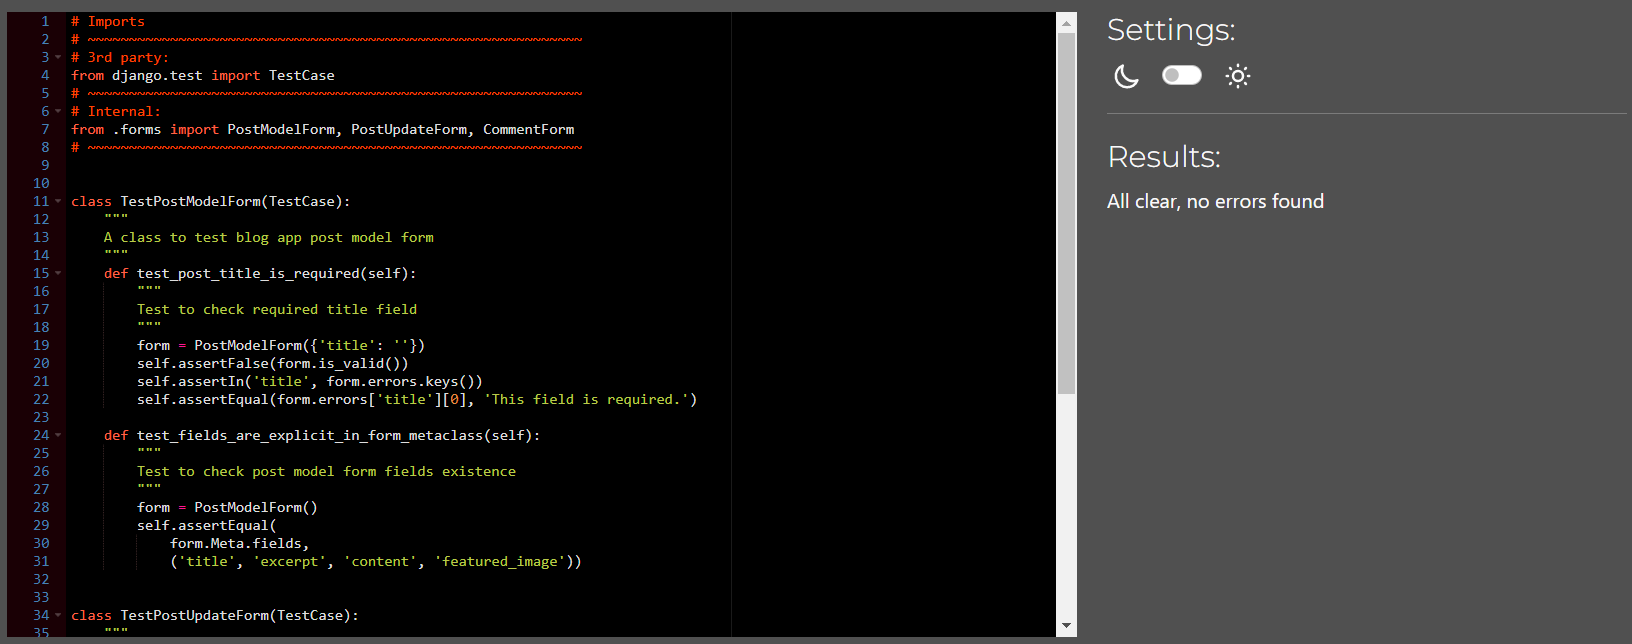 1 # Imports
2 # ~~~~~~~~~~~~~~~~~~~~~~~~~~~~~~~~~~~~~~~~~~~~~~~~~~~~~~~~~~~~
3 # 3rd party:
4 from django.test import TestCase
5 # ~~~~~~~~~~~~~~~~~~~~~~~~~~~~~~~~~~~~~~~~~~~~~~~~~~~~~~~~~~~~
6 # Internal:
7 from .forms import PostModelForm, PostUpdateForm, CommentForm
8 # ~~~~~~~~~~~~~~~~~~~~~~~~~~~~~~~~~~~~~~~~~~~~~~~~~~~~~~~~~~~~
9
10
11 class TestPostModelForm(TestCase):
12     """
13     A class to test blog app post model form
14     """
15     def test_post_title_is_required(self):
16         """
17         Test to check required title field
18         """
19         form = PostModelForm({'title': ''})
20         self.assertFalse(form.is_valid())
21         self.assertIn('title', form.errors.keys())
22         self.assertEqual(form.errors['title'][0], 'This field is required.')
23
24     def test_fields_are_explicit_in_form_metaclass(self):
25         """
26         Test to check post model form fields existence
27         """
28         form = PostModelForm()
29         self.assertEqual(
30             form.Meta.fields,
31             ('title', 'excerpt', 'content', 'featured_image'))
32
33
34 class TestPostUpdateForm(TestCase):
35     """
Settings:
Results:
All clear, no errors found